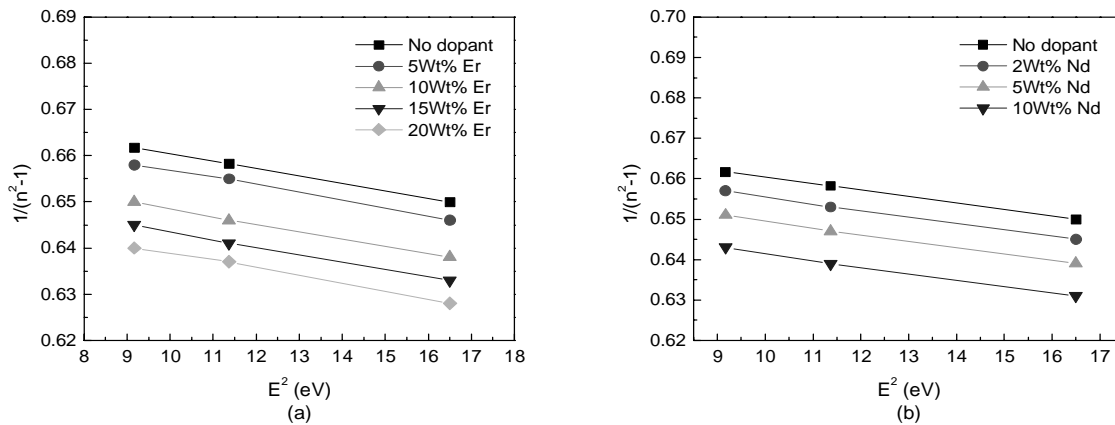 0.69
0.68
0.67
0.66
0.65
0.64
0.63
0.62
1/(n²-1)
8 9 10 11 12 13 14 15 16 17 18
E² (eV)
(a)
No dopant
5Wt% Er
10Wt% Er
15Wt% Er
20Wt% Er
0.70
0.69
0.68
0.67
0.66
0.65
0.64
0.63
0.62
1/(n²-1)
9 10 11 12 13 14 15 16 17
E² (eV)
(b)
No dopant
2Wt% Nd
5Wt% Nd
10Wt% Nd